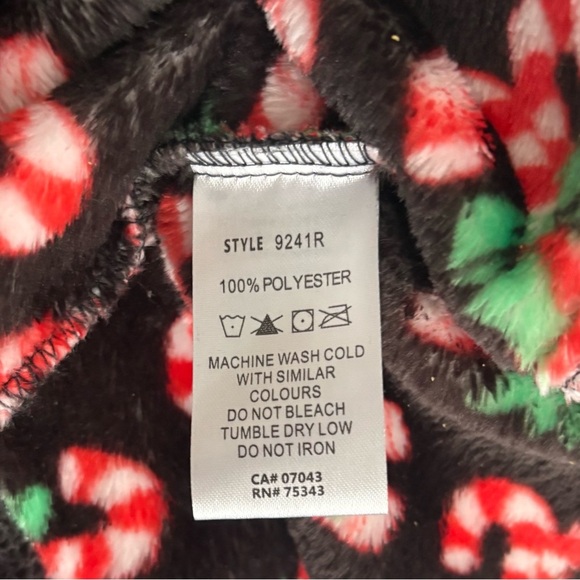 STYLE 9241R
100% POLYESTER
MACHINE WASH COLD
WITH SIMILAR
COLOURS
DO NOT BLEACH
TUMBLE DRY LOW
DO NOT IRON
CA# 07043
RN# 75343